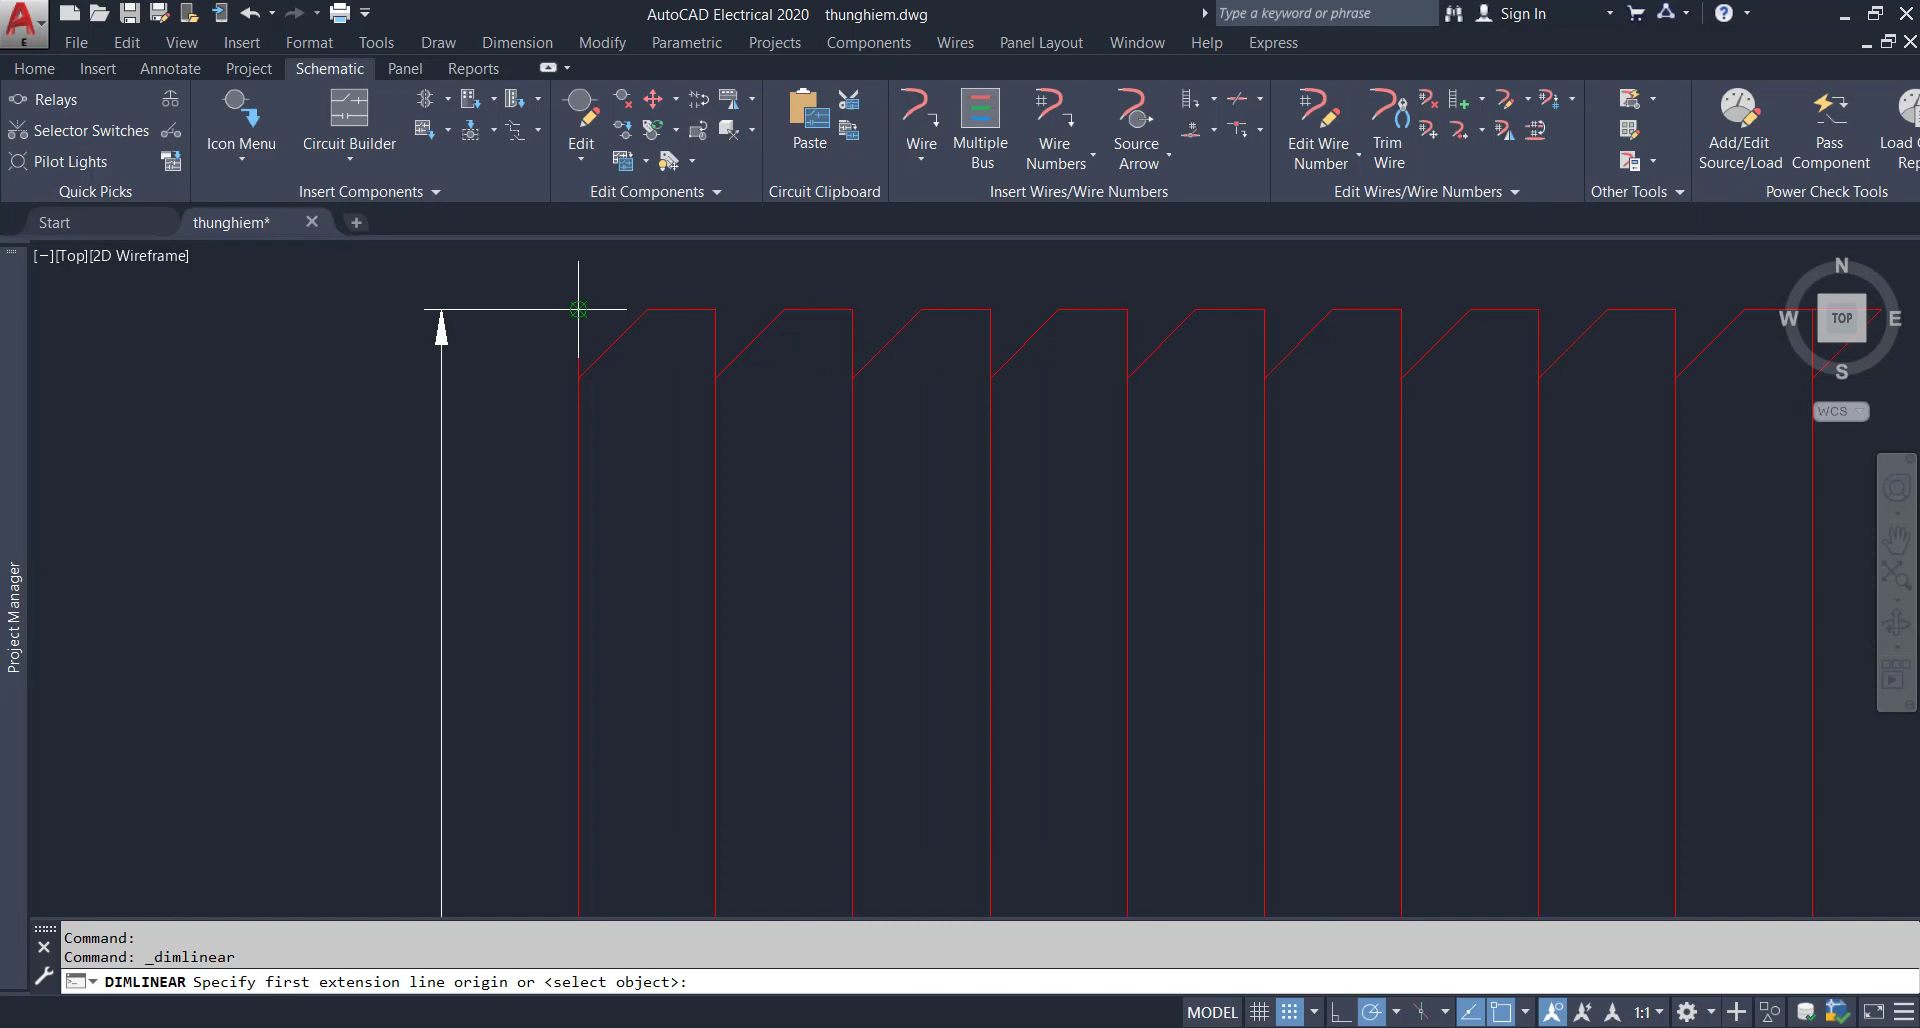 AutoCAD Electrical 2020 thunghiem.dwg
Type a keyword or phrase
Sign In
File Edit View Insert Format Tools Draw Dimension Modify Parametric Projects Components Wires Panel Layout Window Help Express
Home Insert Annotate Project Schematic Panel Reports
Relays
Selector Switches
Pilot Lights
Quick Picks
Icon Menu
Circuit Builder
Insert Components
Edit
Edit Components
Paste
Circuit Clipboard
Wire
Multiple
Bus
Wire
Numbers
Source
Arrow
Insert Wires/Wire Numbers
Edit Wire
Number
Trim
Wire
Edit Wires/Wire Numbers
Other Tools
Add/Edit
Source/Load
Pass
Component
Load C
Rep
Power Check Tools
Start thunghiem*
[−][Top][2D Wireframe]
N
W TOP E
S
WCS
Project Manager
Command:
Command: _dimlinear
DIMLINEAR Specify first extension line origin or <select object>:
MODEL 1:1